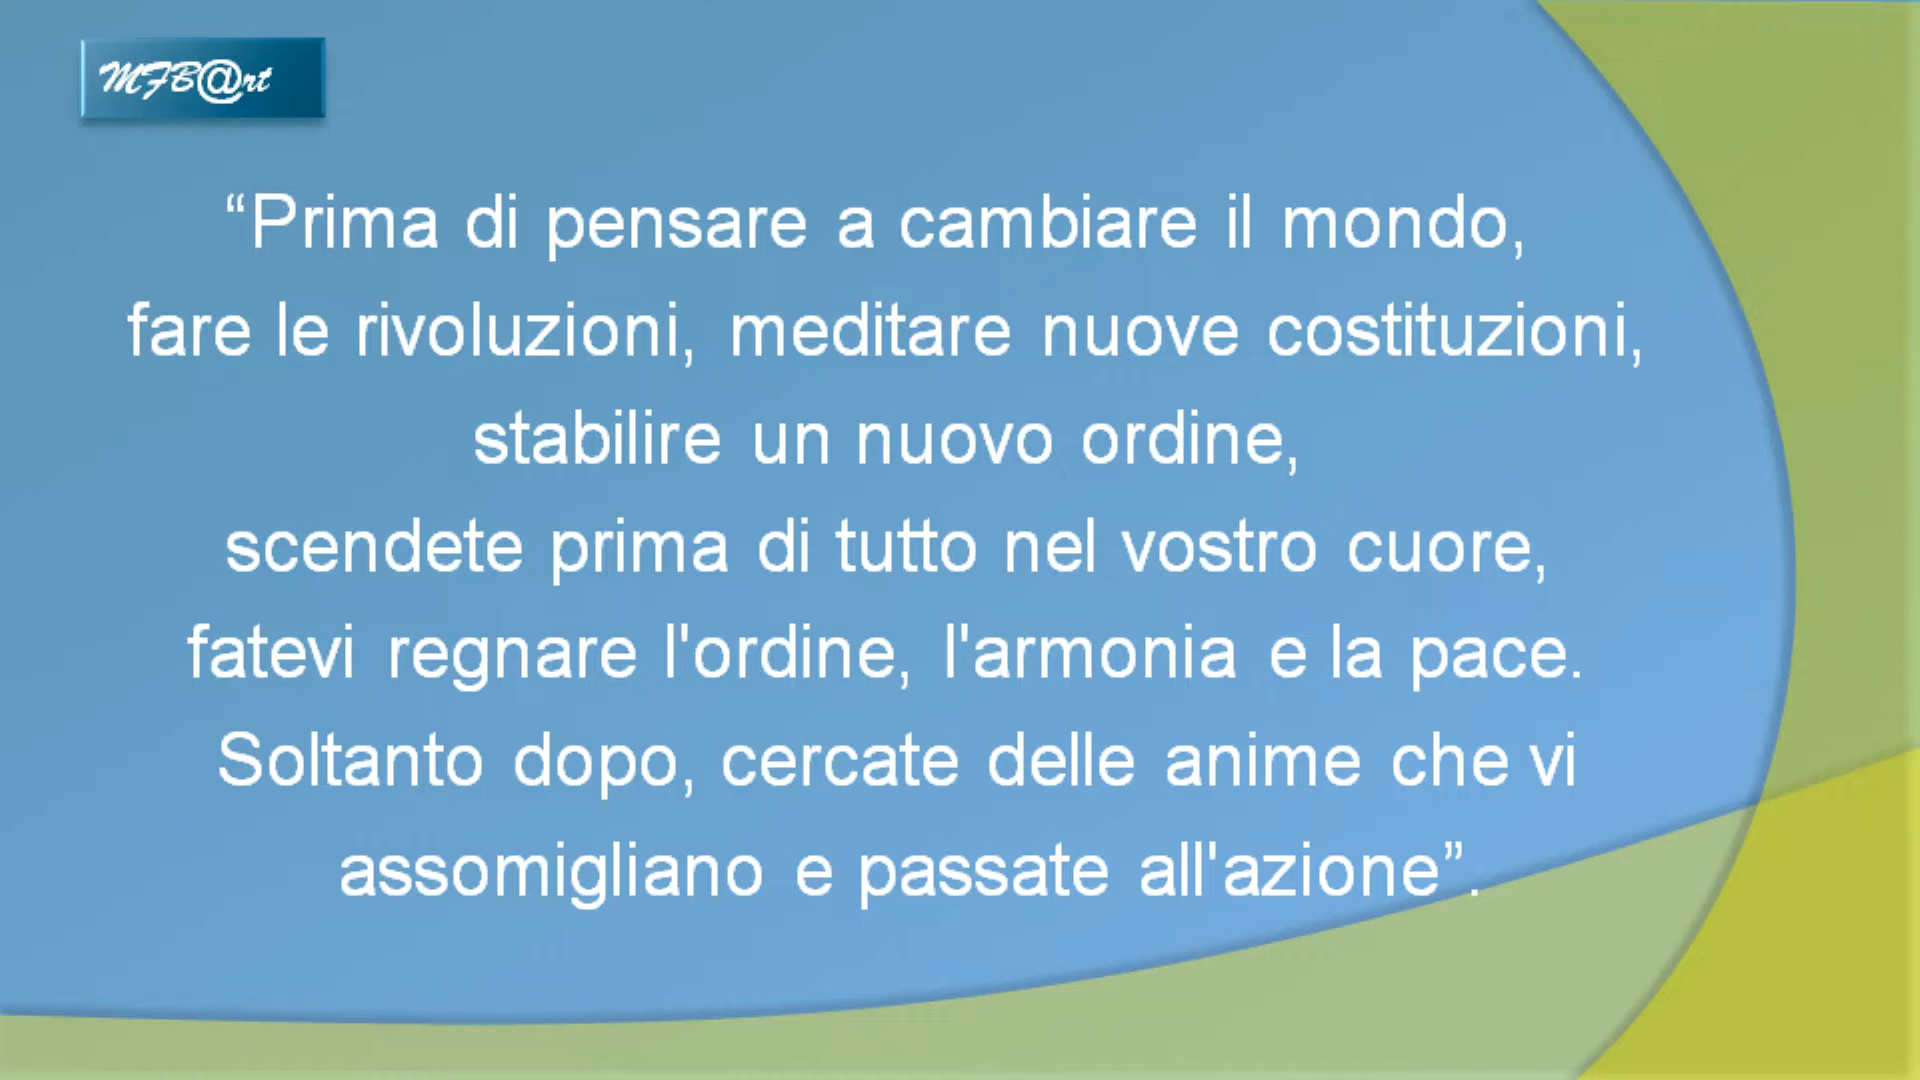 MFB@rt
“Prima di pensare a cambiare il mondo,
fare le rivoluzioni, meditare nuove costituzioni,
stabilire un nuovo ordine,
scendete prima di tutto nel vostro cuore,
fatevi regnare l'ordine, l'armonia e la pace.
Soltanto dopo, cercate delle anime che vi
assomigliano e passate all'azione”.